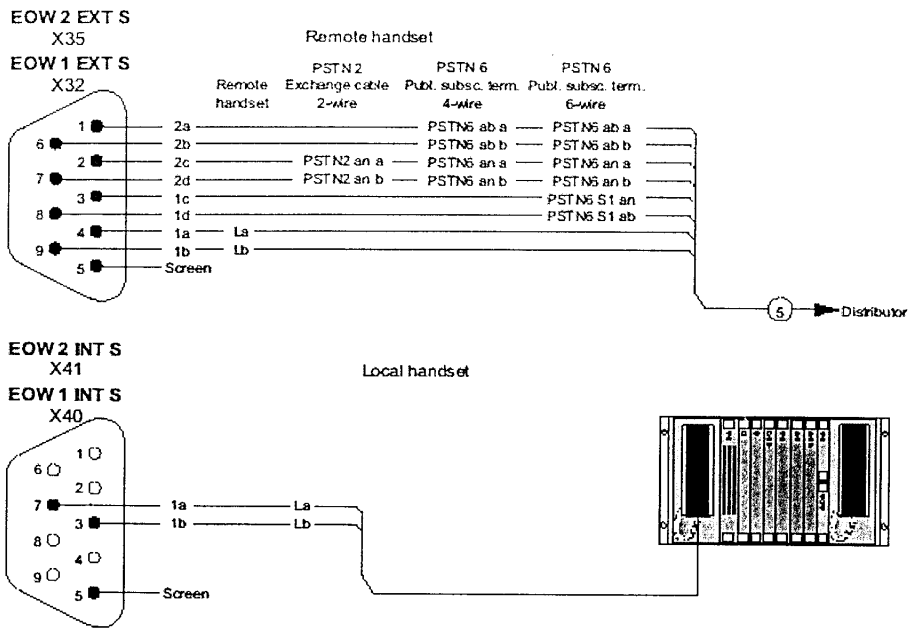 EOW 2 EXT S
X35
Remote handset
EOW 1 EXT S
X32
PSTN 2 PSTN 6 PSTN 6
Remote Exchange cable Publ. subsc. term. Publ. subsc. term.
handset 2-wire 4-wire 6-wire
1 2a PSTN6 ab a PSTN6 ab a
6 2b PSTN6 ab b PSTN6 ab b
2 2c PSTN2 an a PSTN6 an a PSTN6 an a
7 2d PSTN2 an b PSTN6 an b PSTN6 an b
3 1c PSTN6 S1 an
8 1d PSTN6 S1 ab
4 1a La
9 1b Lb
5 Screen
5 Distributor
EOW 2 INT S
X41
Local handset
EOW 1 INT S
X40
1
6
2
7 1a La
3 1b Lb
8
4
9
5 Screen